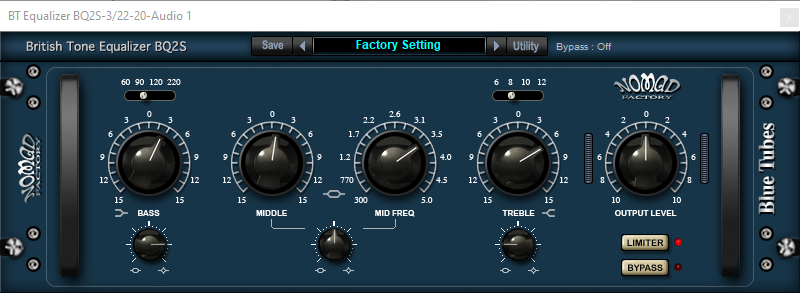 BT Equalizer BQ2S-3/22-20-Audio 1
x
British Tone Equalizer BQ2S
Save
Factory Setting
Utility
Bypass : Off
60 90 120 220
6 8 10 12
NOMAD
FACTORY
NOMAD
FACTORY
Blue Tubes
0
3 3
6 6
9 9
12 12
15 15
BASS
0
3 3
6 6
9 9
12 12
15 15
MIDDLE
2.2 2.6
1.7 3.1
1.2 3.5
770 4.0
300 4.5
5.0
MID FREQ
0
3 3
6 6
9 9
12 12
15 15
TREBLE
0
2 2
4 4
6 6
8 8
10 10
OUTPUT LEVEL
LIMITER
BYPASS